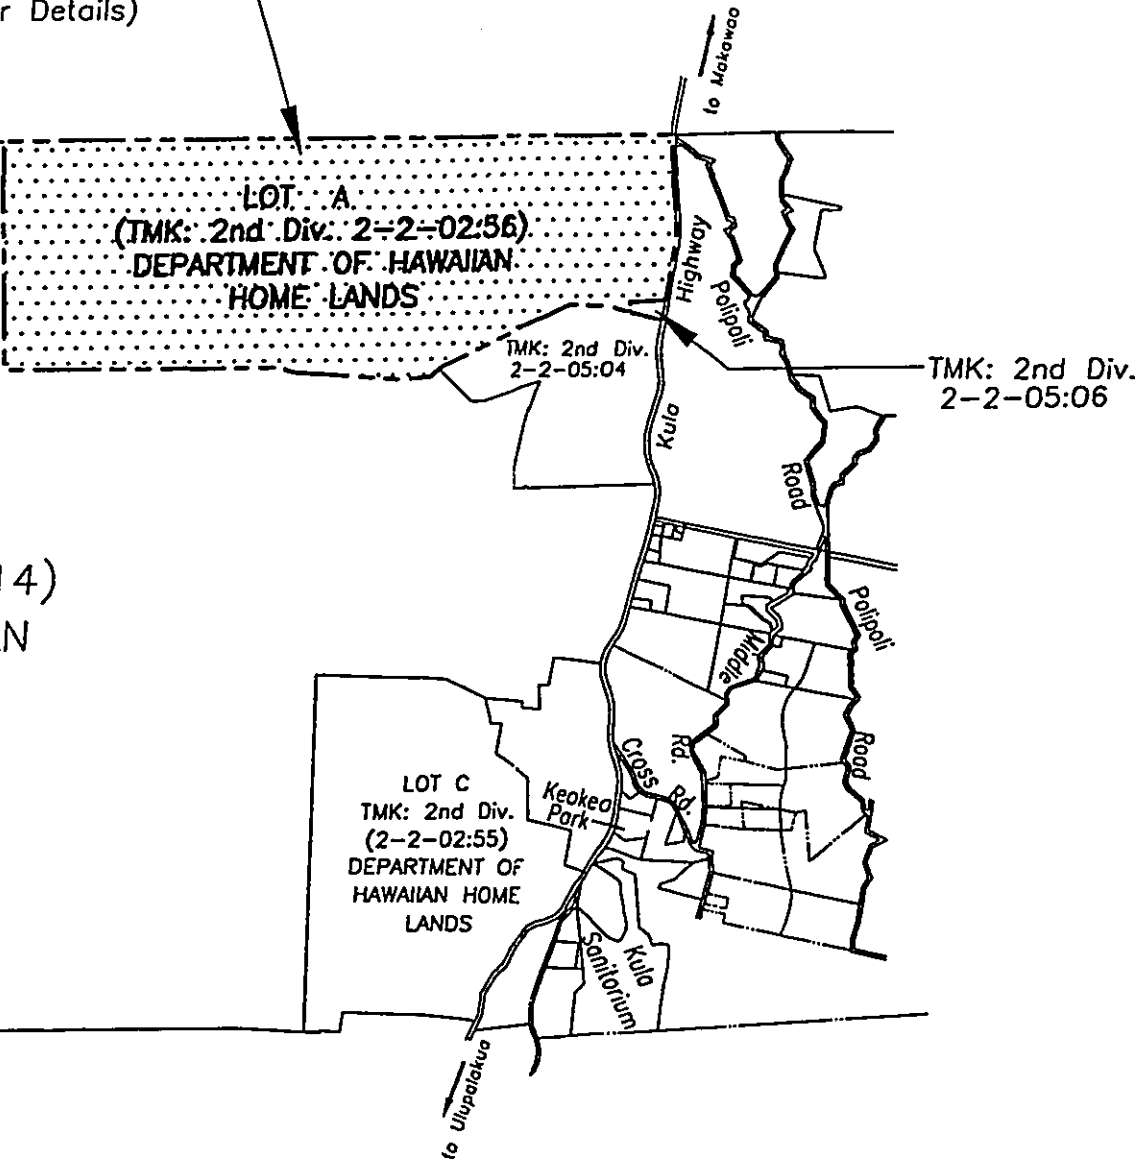 r Details)
to Makawao
LOT A
(TMK: 2nd Div. 2-2-02:56)
DEPARTMENT OF HAWAIIAN
HOME LANDS
Highway
Polipoli
TMK: 2nd Div.
2-2-05:04
TMK: 2nd Div.
2-2-05:06
Kula
Road
14)
AN
Polipoli
Middle
Rd.
Road
Cross
Rd.
Keokea
Park
LOT C
TMK: 2nd Div.
(2-2-02:55)
DEPARTMENT OF
HAWAIIAN HOME
LANDS
Kula
Sanitorium
to Ulupalakua